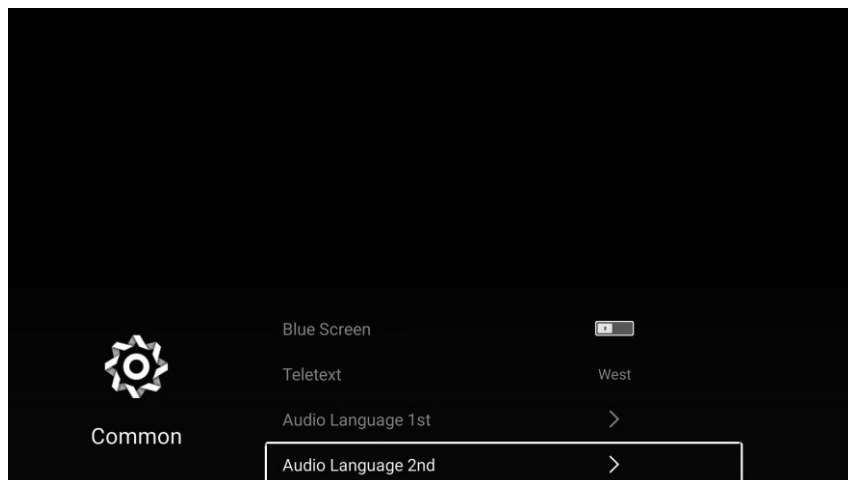 Blue Screen
Teletext West
Audio Language 1st
Common
Audio Language 2nd